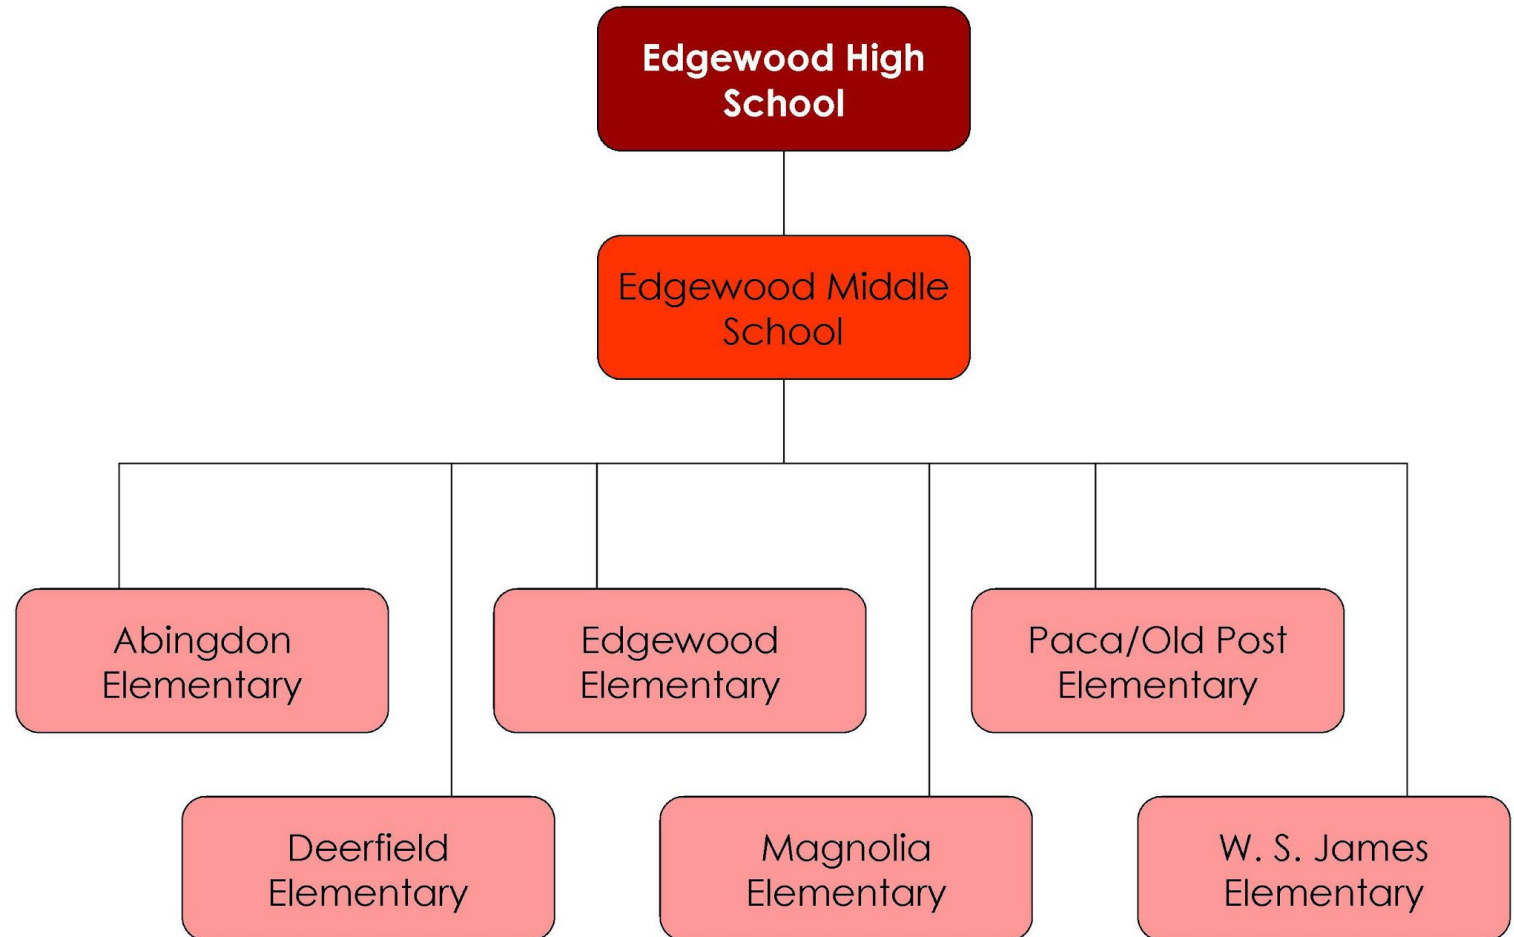 Edgewood High
School
Edgewood Middle
School
Abingdon
Elementary
Edgewood
Elementary
Paca/Old Post
Elementary
Deerfield
Elementary
Magnolia
Elementary
W. S. James
Elementary